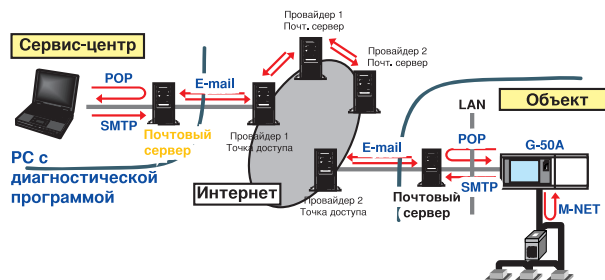 Сервис-центр
Провайдер 1
Почт. сервер
Провайдер 2
Почт. сервер
POP
E-mail
SMTP
Почтовый
сервер
Провайдер 1
Точка доступа
PC с
диагностической
программой
Интернет
E-mail
Провайдер 2
Точка доступа
LAN
Объект
POP
G-50A
SMTP
Почтовый
сервер
M-NET